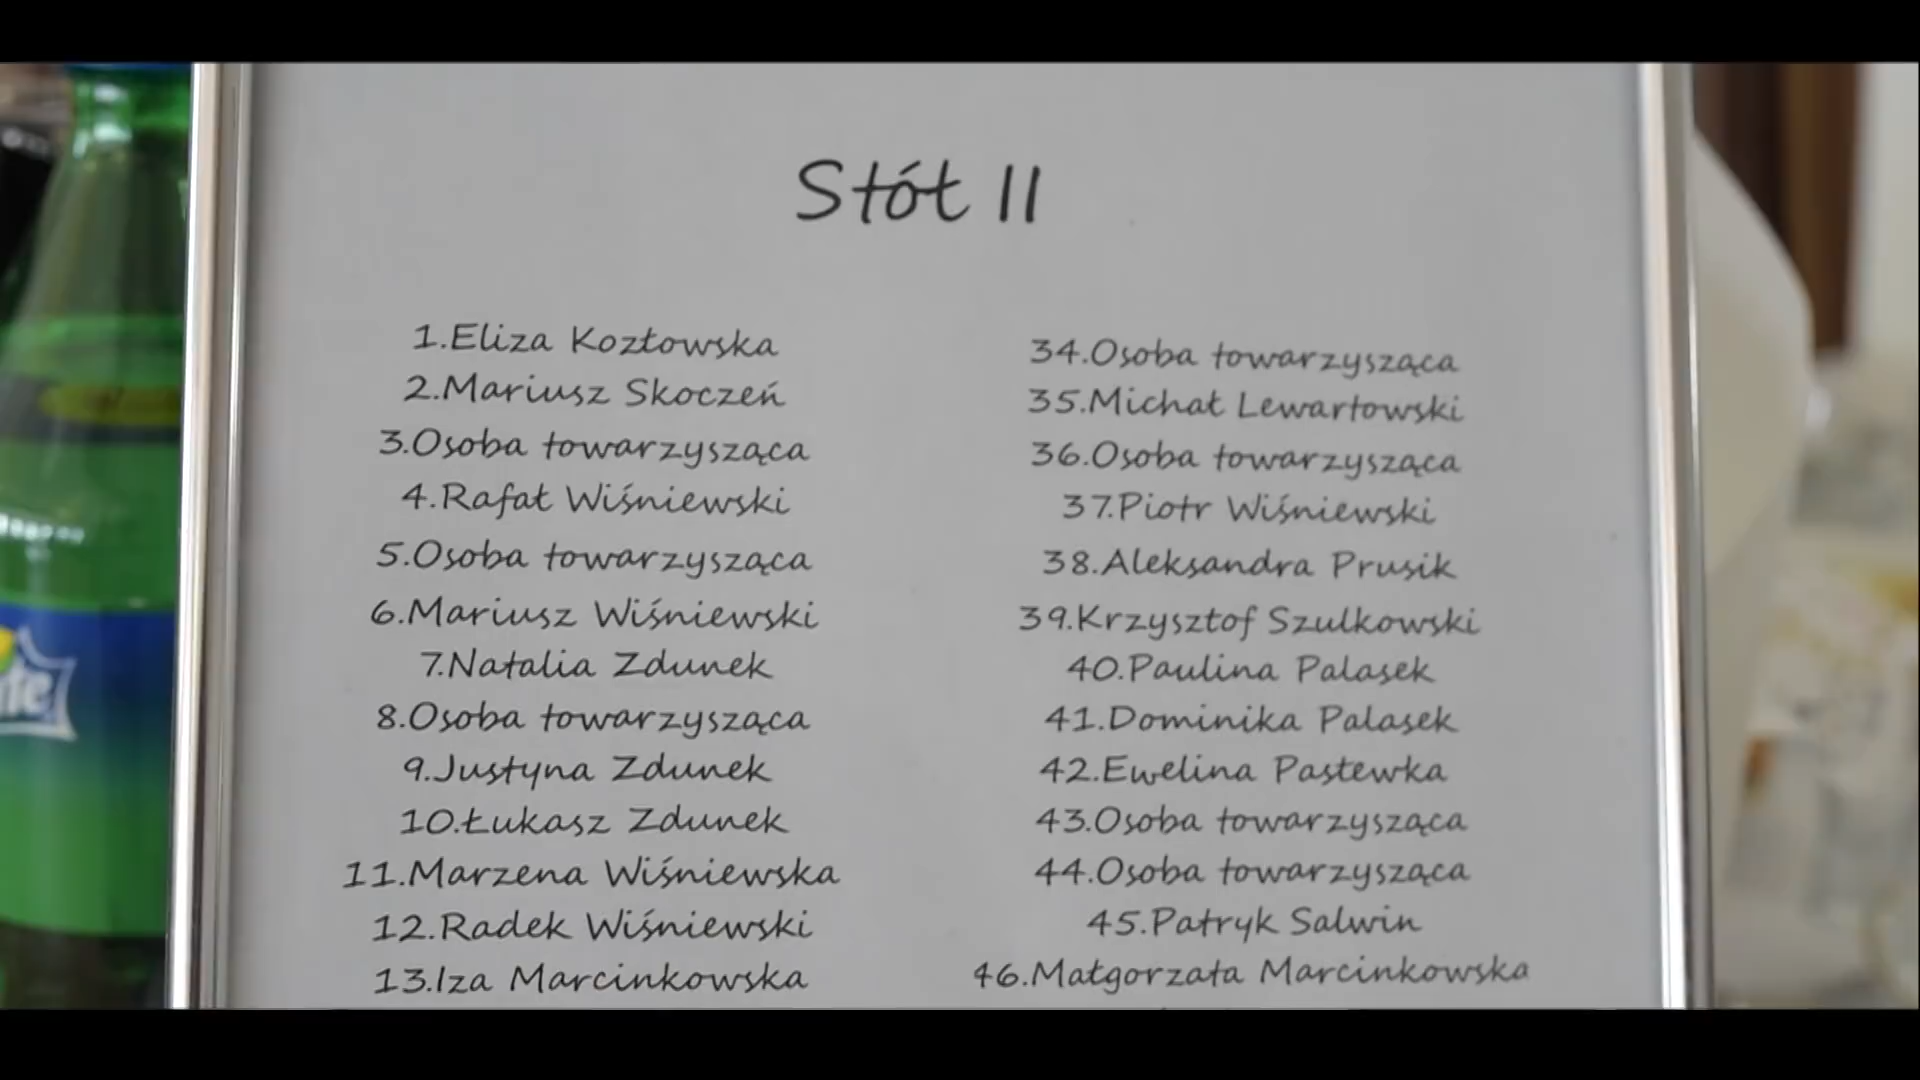 Stół II
1.Eliza Kozłowska
2.Mariusz Skoczeń
3.Osoba towarzysząca
4.Rafał Wiśniewski
5.Osoba towarzysząca
6.Mariusz Wiśniewski
7.Natalia Zdunek
8.Osoba towarzysząca
9.Justyna Zdunek
10.Łukasz Zdunek
11.Marzena Wiśniewska
12.Radek Wiśniewski
13.Iza Marcinkowska
34.Osoba towarzysząca
35.Michał Lewartowski
36.Osoba towarzysząca
37.Piotr Wiśniewski
38.Aleksandra Prusik
39.Krzysztof Szulkowski
40.Paulina Palasek
41.Dominika Palasek
42.Ewelina Pastewka
43.Osoba towarzysząca
44.Osoba towarzysząca
45.Patryk Salwin
46.Małgorzata Marcinkowska